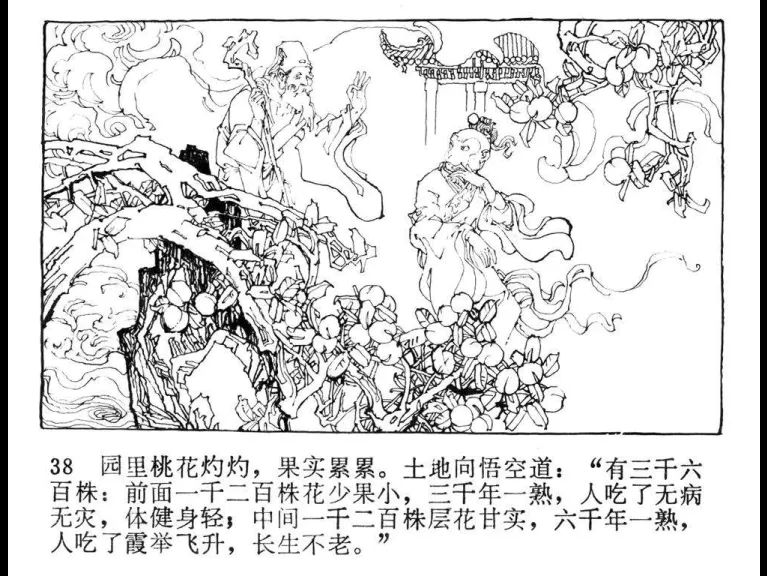 38 园里桃花灼灼，果实累累。土地向悟空道：“有三千六
百株：前面一千二百株花少果小，三千年一熟，人吃了无病
无灾，体健身轻；中间一千二百株层花甘实，六千年一熟，
人吃了霞举飞升，长生不老。”